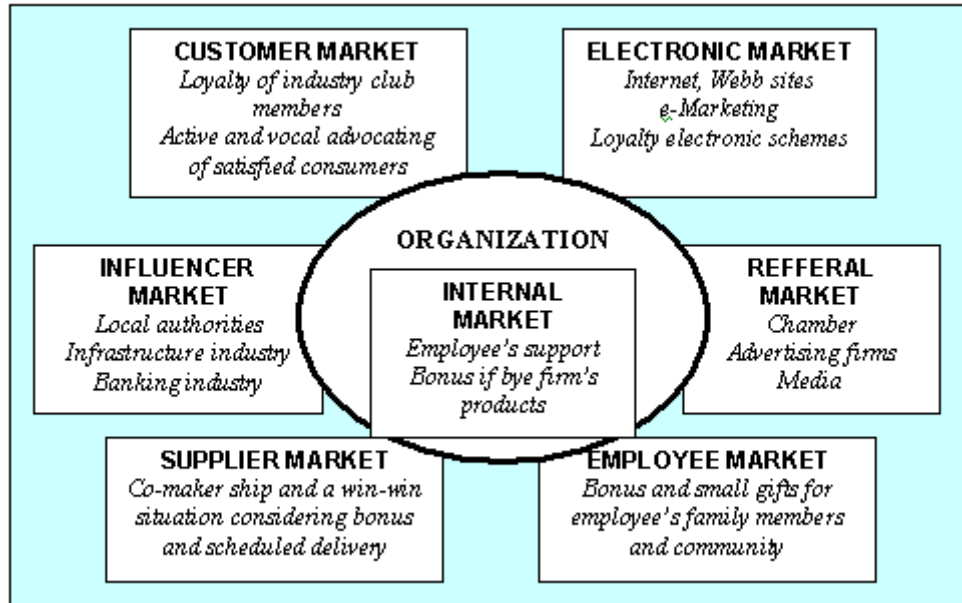 CUSTOMER MARKET
Loyalty of industry club
members
Active and vocal advocating
of satisfied consumers
ELECTRONIC MARKET
Internet, Webb sites
e-Marketing
Loyalty electronic schemes
ORGANIZATION
INFLUENCER
MARKET
Local authorities
Infrastructure industry
Banking industry
INTERNAL
MARKET
Employee's support
Bonus if bye firm's
products
REFFERAL
MARKET
Chamber
Advertising firms
Media
SUPPLIER MARKET
Co-maker ship and a win-win
situation considering bonus
and scheduled delivery
EMPLOYEE MARKET
Bonus and small gifts for
employee's family members
and community